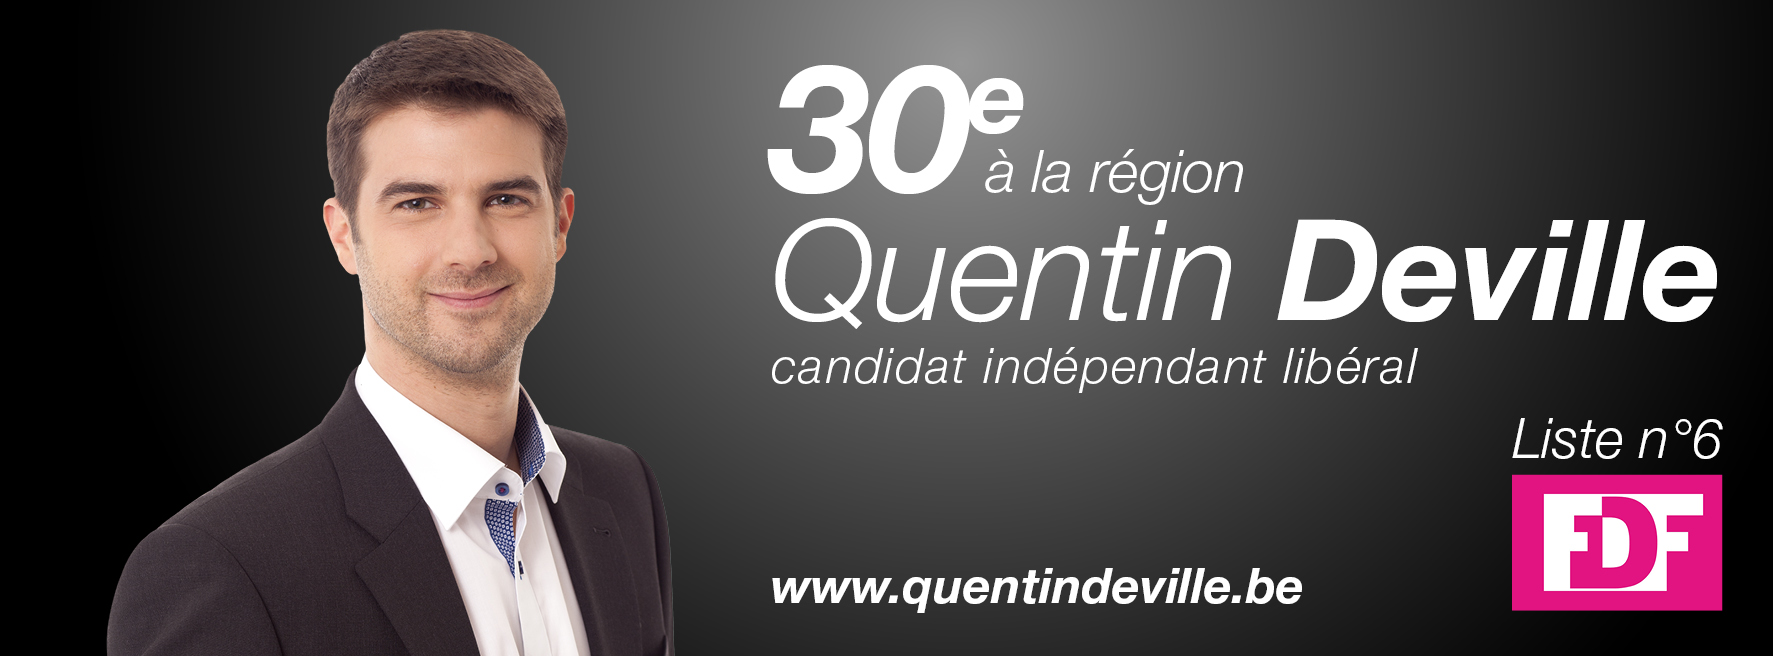 30e
à la région
Quentin Deville
candidat indépendant libéral
Liste n°6
FDF
www.quentindeville.be